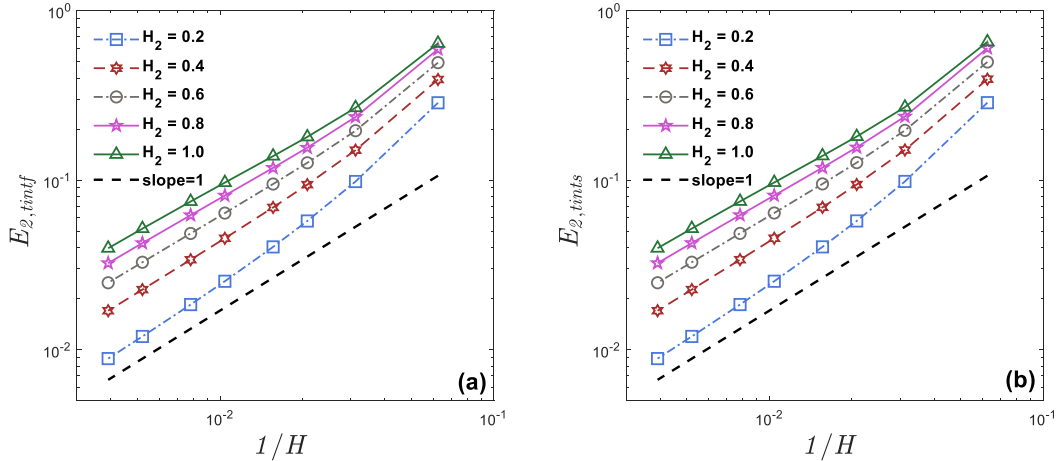 10^0
10^-1
10^-2
E_2,tintf
H_2 = 0.2
H_2 = 0.4
H_2 = 0.6
H_2 = 0.8
H_2 = 1.0
slope=1
(a)
10^-2
10^-1
1/H
10^0
10^-1
10^-2
E_2,tints
H_2 = 0.2
H_2 = 0.4
H_2 = 0.6
H_2 = 0.8
H_2 = 1.0
slope=1
(b)
10^-2
10^-1
1/H